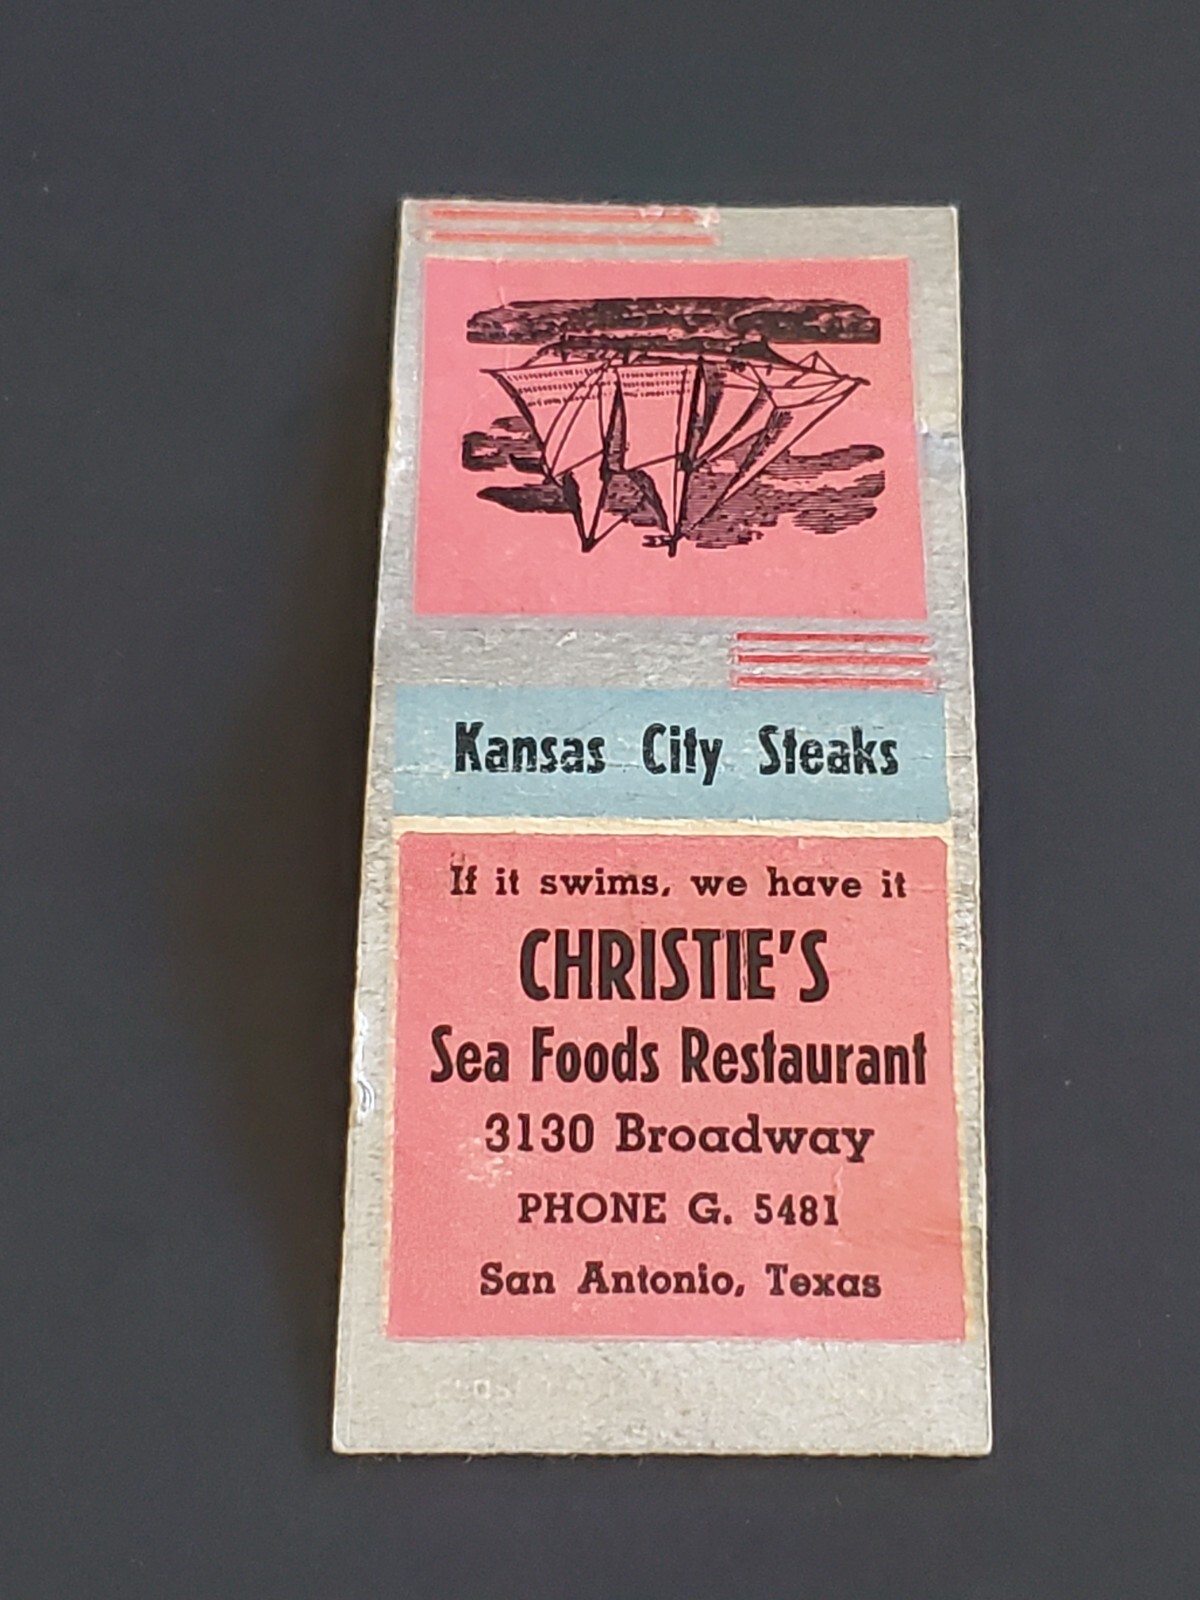 Kansas City Steaks
If it swims, we have it
CHRISTIE'S
Sea Foods Restaurant
3130 Broadway
PHONE G. 5481
San Antonio, Texas